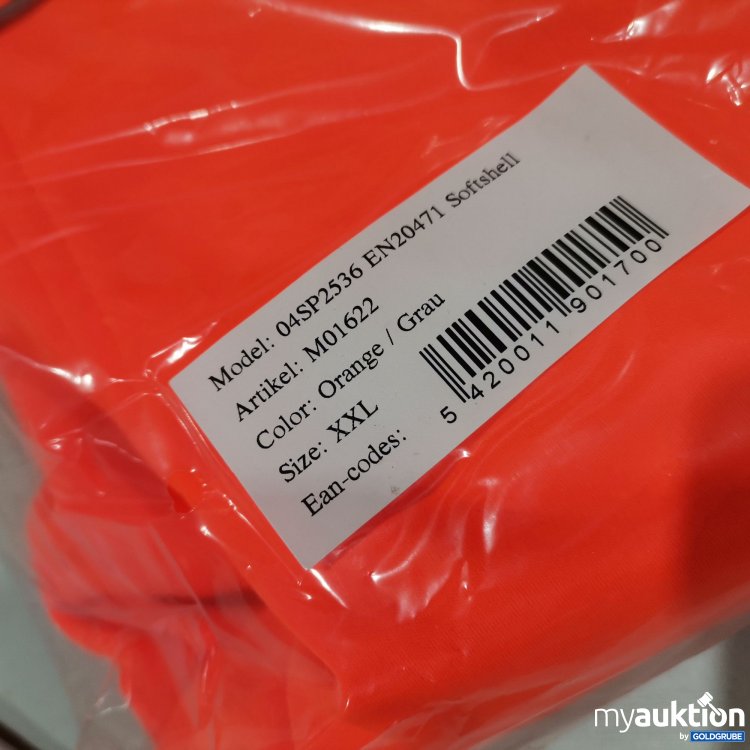 Model: 04SP2536 EN20471 Softshell
Artikel: M01622
Color: Orange / Grau
Size: XXL
Ean-codes:
5 420011 901700
myauktion
by GOLDGRUBE